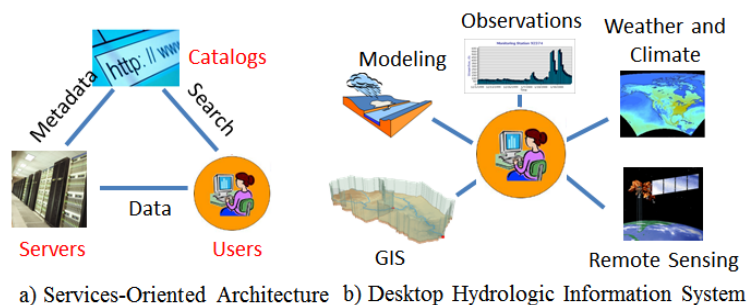 Catalogs
http: // www
Metadata
Search
Data
Servers
Users
a) Services-Oriented Architecture
Observations
Weather and
Climate
Modeling
GIS
Remote Sensing
b) Desktop Hydrologic Information System